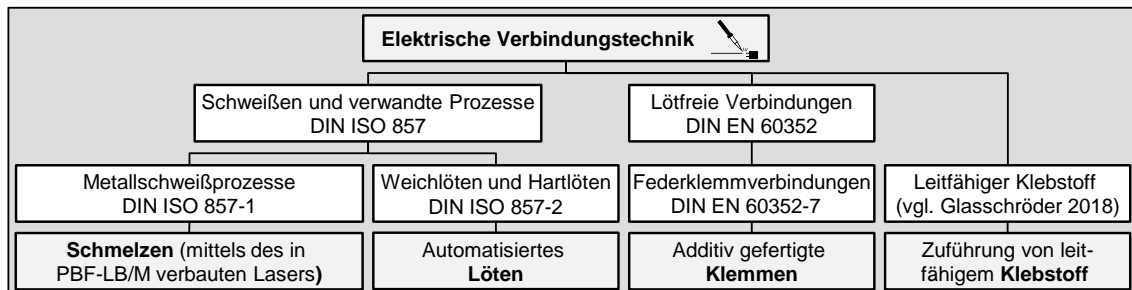 Elektrische Verbindungstechnik
Schweißen und verwandte Prozesse
DIN ISO 857
Lötfreie Verbindungen
DIN EN 60352
Metallschweißprozesse
DIN ISO 857-1
Weichlöten und Hartlöten
DIN ISO 857-2
Federklemmverbindungen
DIN EN 60352-7
Leitfähiger Klebstoff
(vgl. Glasschröder 2018)
Schmelzen (mittels des in
PBF-LB/M verbauten Lasers)
Automatisiertes
Löten
Additiv gefertigte
Klemmen
Zuführung von leit-
fähigem Klebstoff